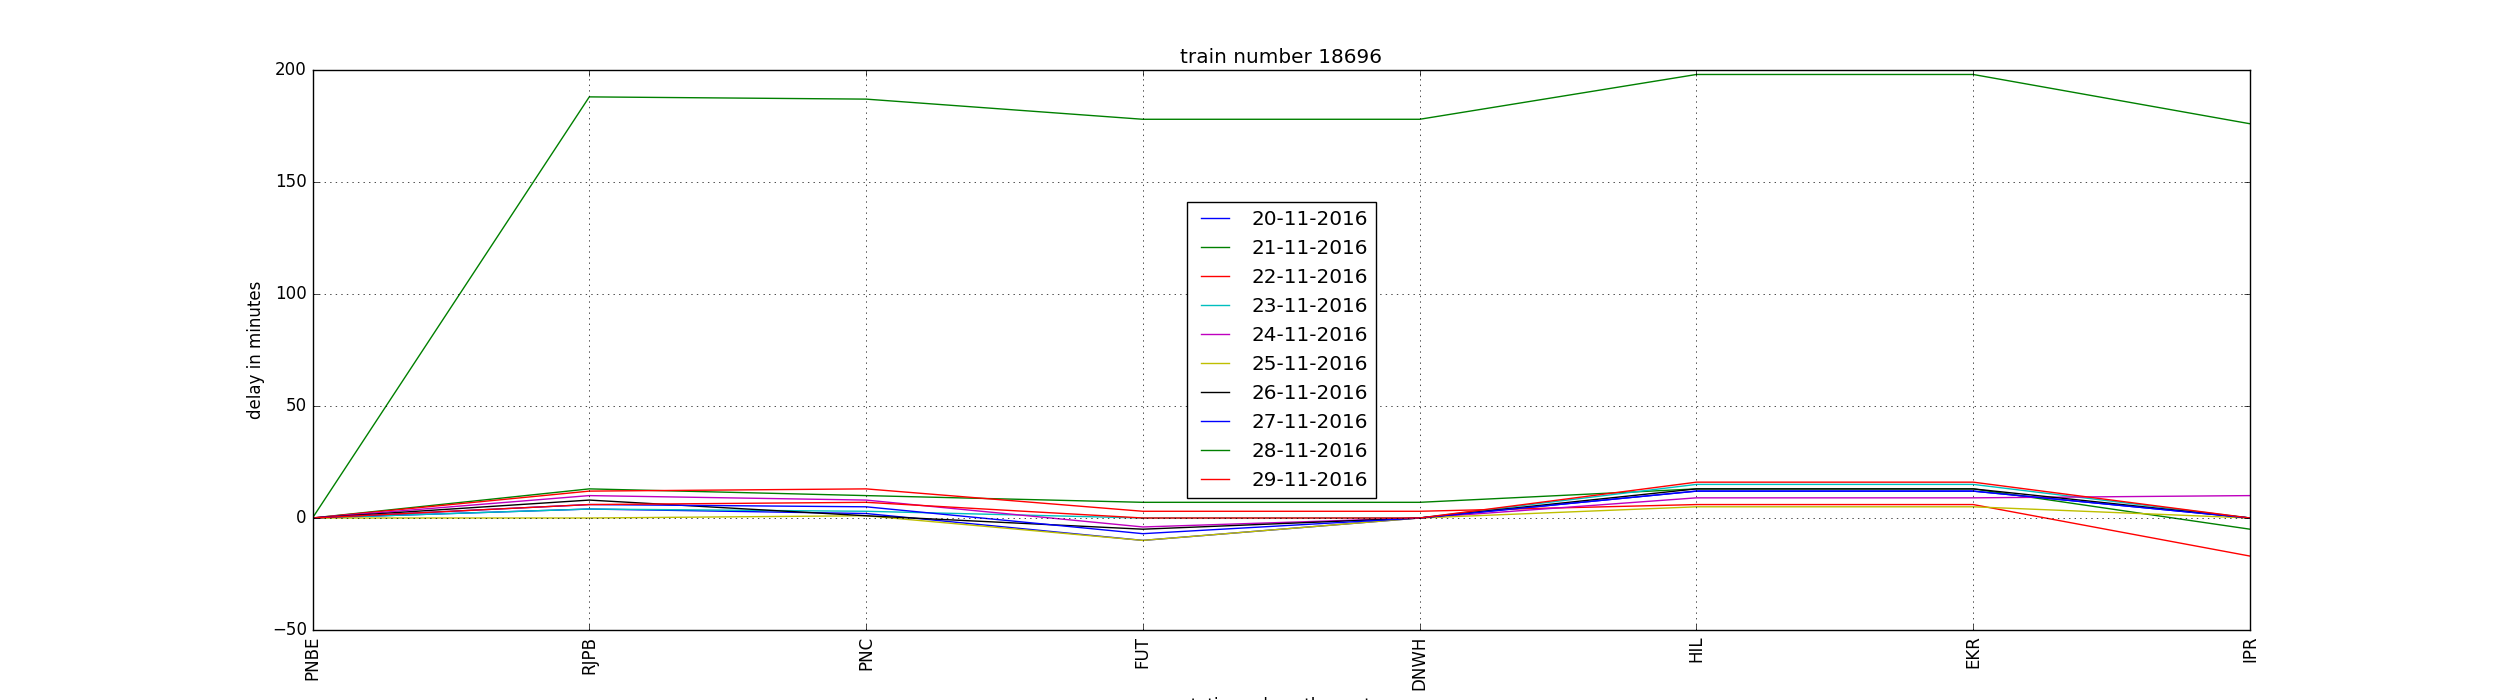 train number 18696
200
150
100
50
0
−50
delay in minutes
20-11-2016
21-11-2016
22-11-2016
23-11-2016
24-11-2016
25-11-2016
26-11-2016
27-11-2016
28-11-2016
29-11-2016
PNBE
RJPB
PNC
FUT
DNWH
HIL
EKR
IPR